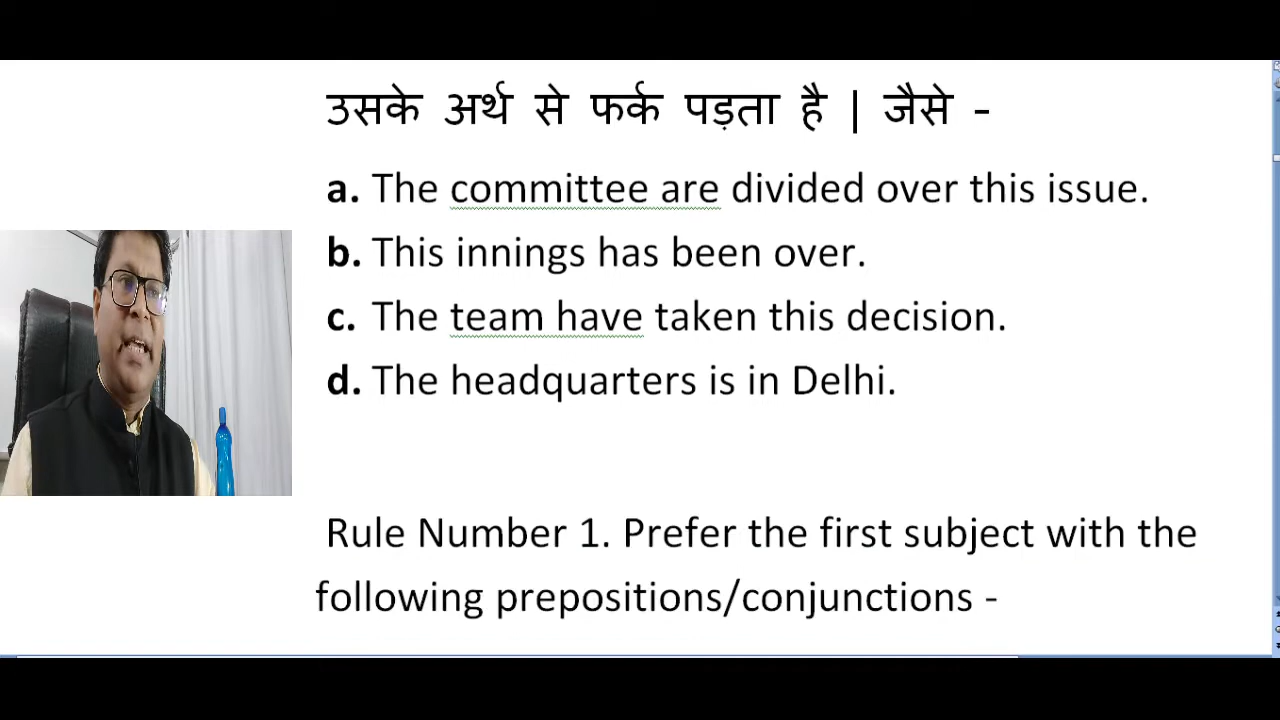 उसके अर्थ से फर्क पड़ता है | जैसे -
a. The committee are divided over this issue.
b. This innings has been over.
c. The team have taken this decision.
d. The headquarters is in Delhi.
Rule Number 1. Prefer the first subject with the
following prepositions/conjunctions -